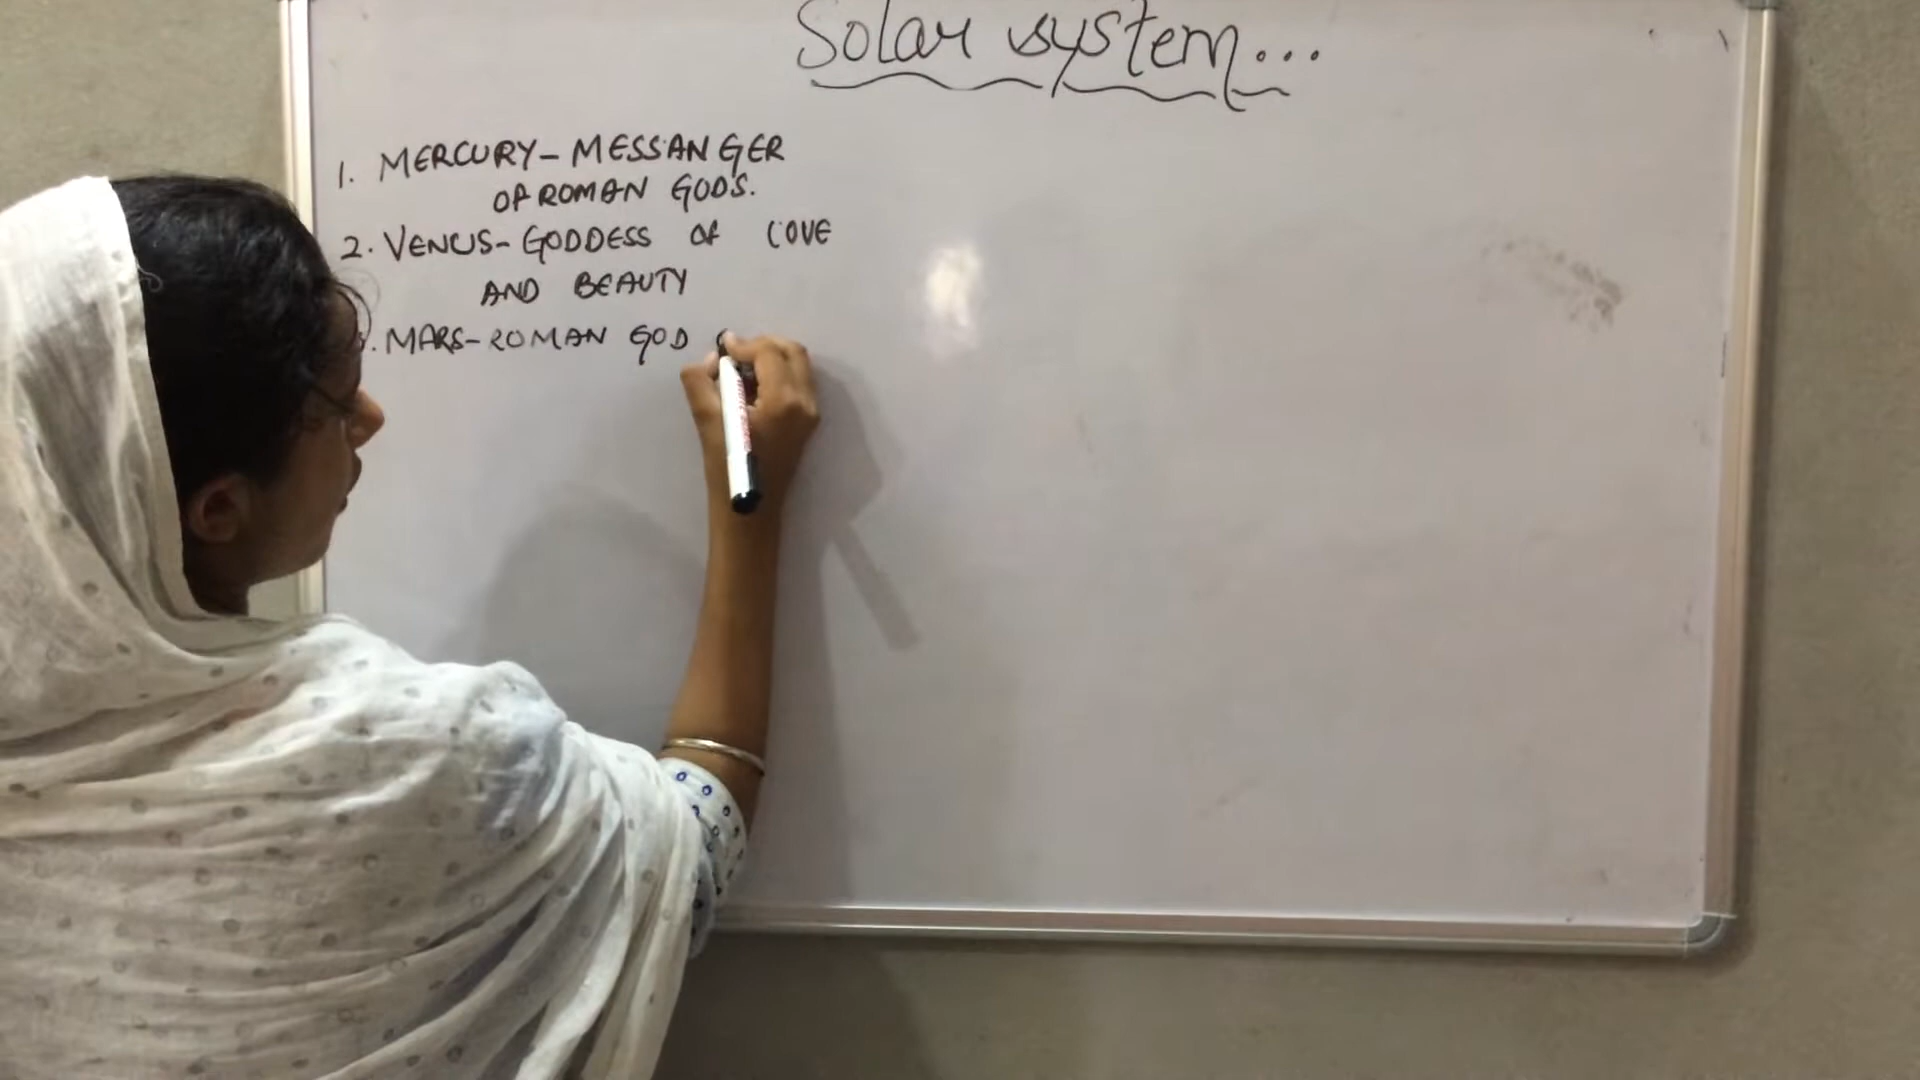 Solar system...
1. MERCURY-MESSANGER
OF ROMAN GODS.
2. VENUS-GODDESS OF LOVE
AND BEAUTY
. MARS-ROMAN GOD